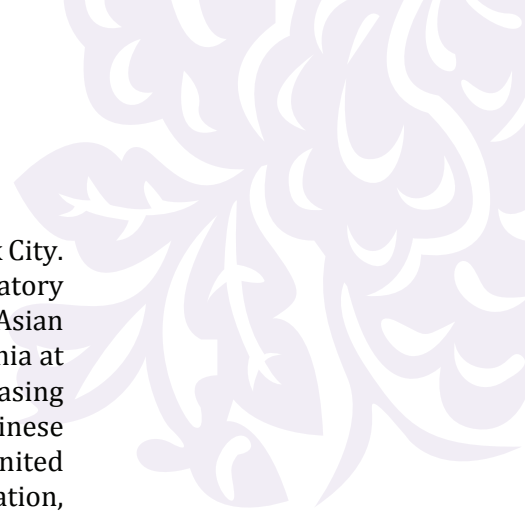 City.
atory
Asian
nia at
asing
inese
nited
ation,